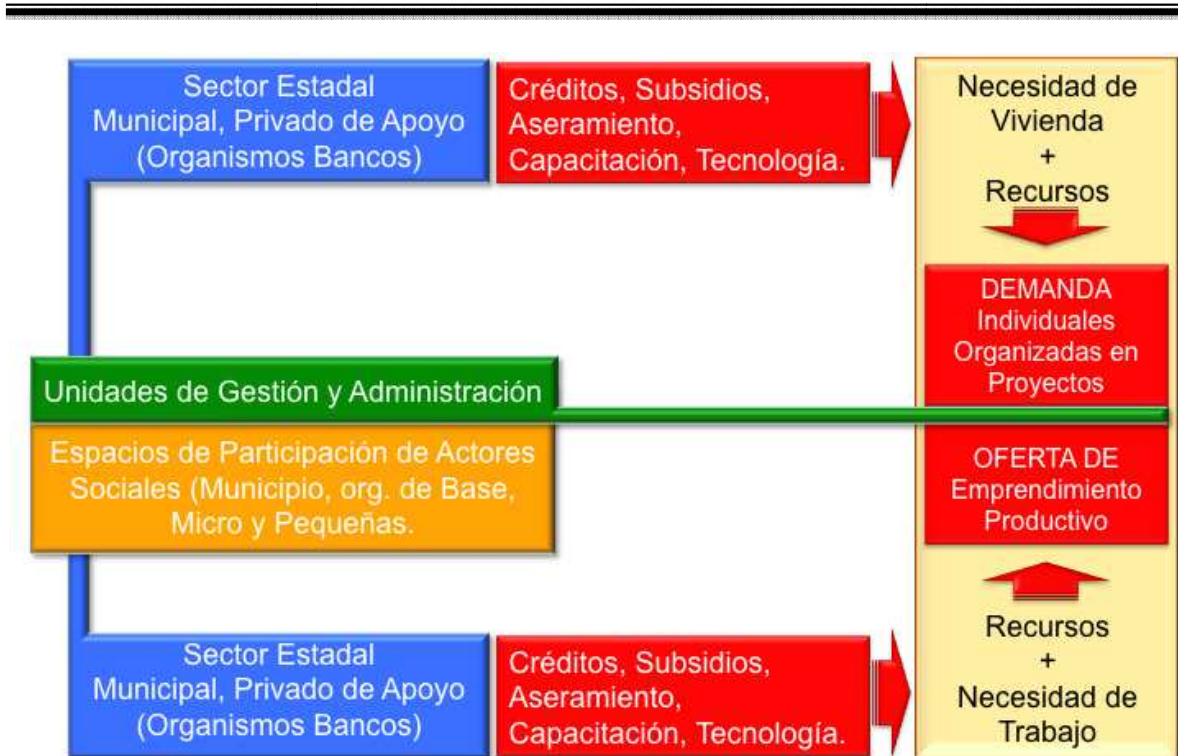 Sector Estadal
Municipal, Privado de Apoyo
(Organismos Bancos)
Créditos, Subsidios,
Aseramiento,
Capacitación, Tecnología.
Necesidad de
Vivienda
+
Recursos
DEMANDA
Individuales
Organizadas en
Proyectos
Unidades de Gestión y Administración
Espacios de Participación de Actores
Sociales (Municipio, org. de Base,
Micro y Pequeñas.
OFERTA DE
Emprendimiento
Productivo
Sector Estadal
Municipal, Privado de Apoyo
(Organismos Bancos)
Créditos, Subsidios,
Aseramiento,
Capacitación, Tecnología.
Recursos
+
Necesidad de
Trabajo